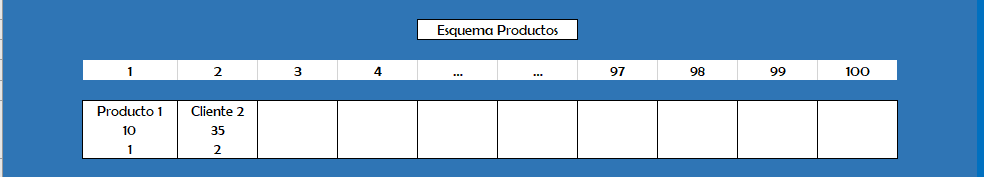 Esquema Productos
1 2 3 4 ... ... 97 98 99 100
Producto 1 Cliente 2
10 35
1 2